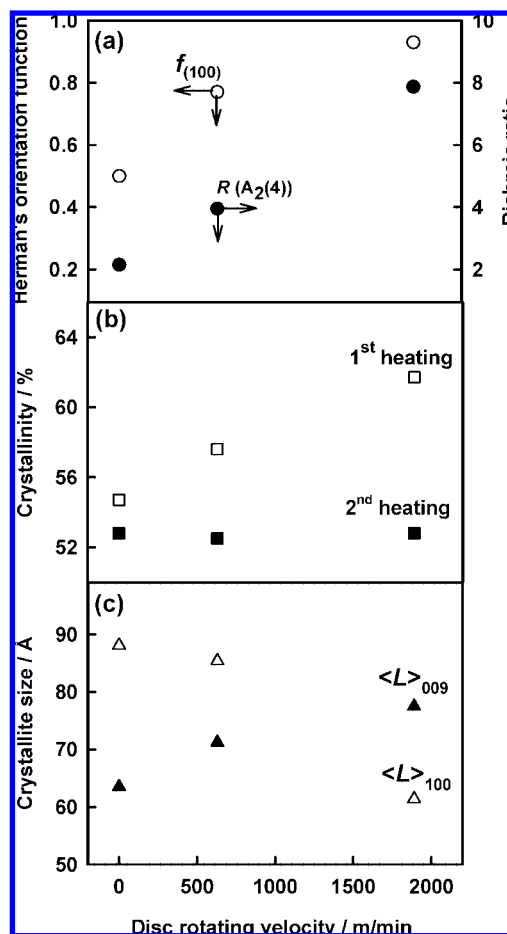 (a)
Herman's orientation function
1.0
0.8
0.6
0.4
0.2
f(100)
R (A2(4))
10
8
6
4
2
(b)
Crystallinity / %
64
60
56
52
1st heating
2nd heating
(c)
Crystallite size / A
90
80
70
60
50
<L>009
<L>100
0 500 1000 1500 2000
Disc rotating velocity / m/min